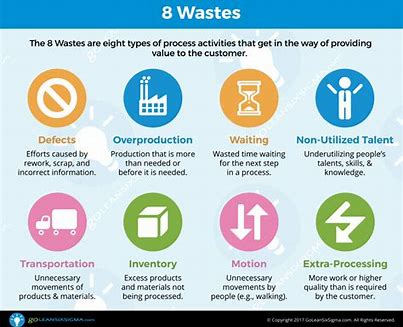 8 Wastes
The 8 Wastes are eight types of process activities that get in the way of providing
value to the customer.
Defects
Efforts caused by
rework, scrap, and
incorrect information.
Overproduction
Production that is more
than needed or
before it is needed.
Waiting
Wasted time waiting
for the next step
in a process.
Non-Utilized Talent
Underutilizing people's
talents, skills, &
knowledge.
Transportation
Unnecessary
movements of
products & materials.
Inventory
Excess products
and materials not
being processed.
Motion
Unnecessary
movements by
people (e.g., walking).
Extra-Processing
More work or higher
quality than is required
by the customer.
goLEANSIXSIGMA.com
© Copyright 2017 GoLeanSixSigma.com. All Rights Reserved.